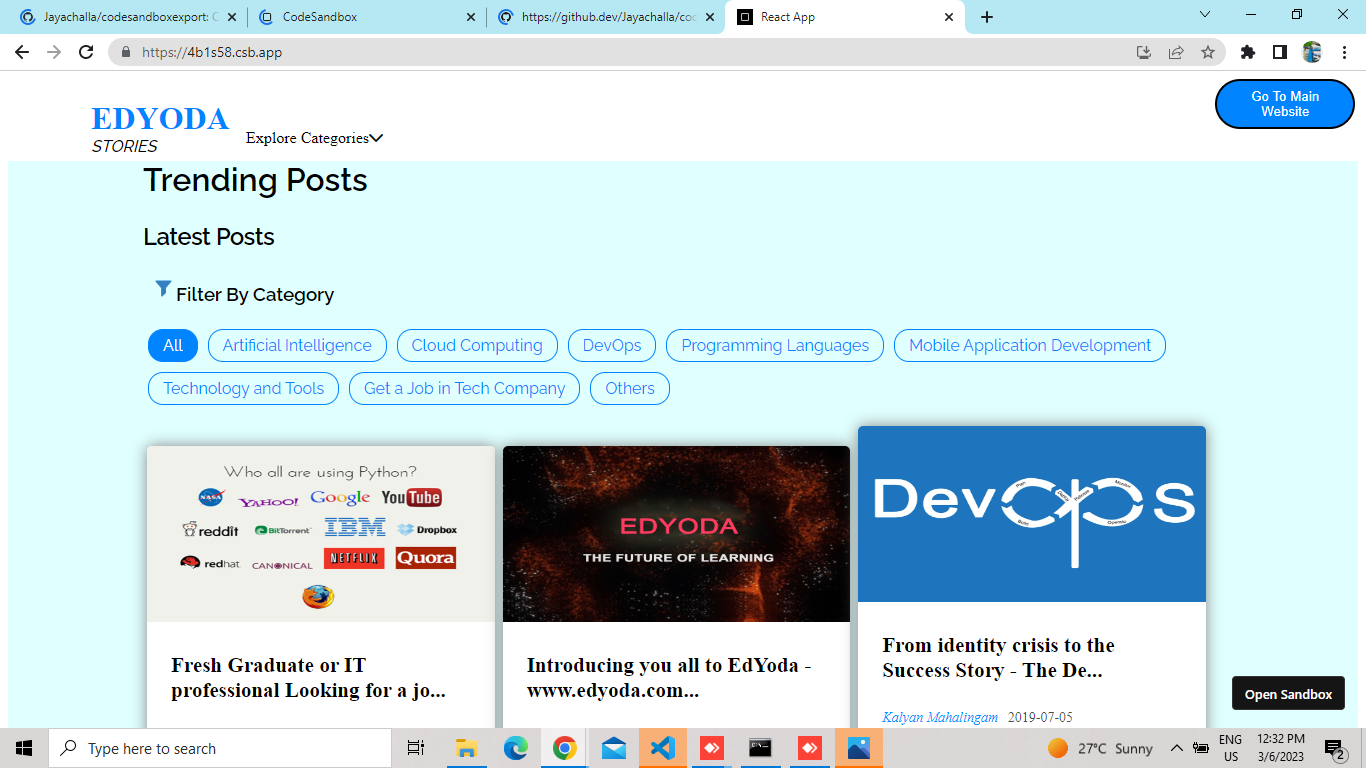 Jayachalla/codesandboxexport: C
CodeSandbox
https://github.dev/Jayachalla/coc
React App
https://4b1s58.csb.app
EDYODA
STORIES
Explore Categories
Go To Main
Website
Trending Posts
Latest Posts
Filter By Category
All
Artificial Intelligence
Cloud Computing
DevOps
Programming Languages
Mobile Application Development
Technology and Tools
Get a Job in Tech Company
Others
Who all are using Python?
NASA YAHOO! Google YouTube
reddit BitTorrent IBM Dropbox
redhat CANONICAL NETFLIX Quora
EDYODA
THE FUTURE OF LEARNING
DevOps
Fresh Graduate or IT
professional Looking for a jo...
Introducing you all to EdYoda -
www.edyoda.com...
From identity crisis to the
Success Story - The De...
Kalyan Mahalingam 2019-07-05
Open Sandbox
Type here to search
27°C Sunny
ENG
US
12:32 PM
3/6/2023
2